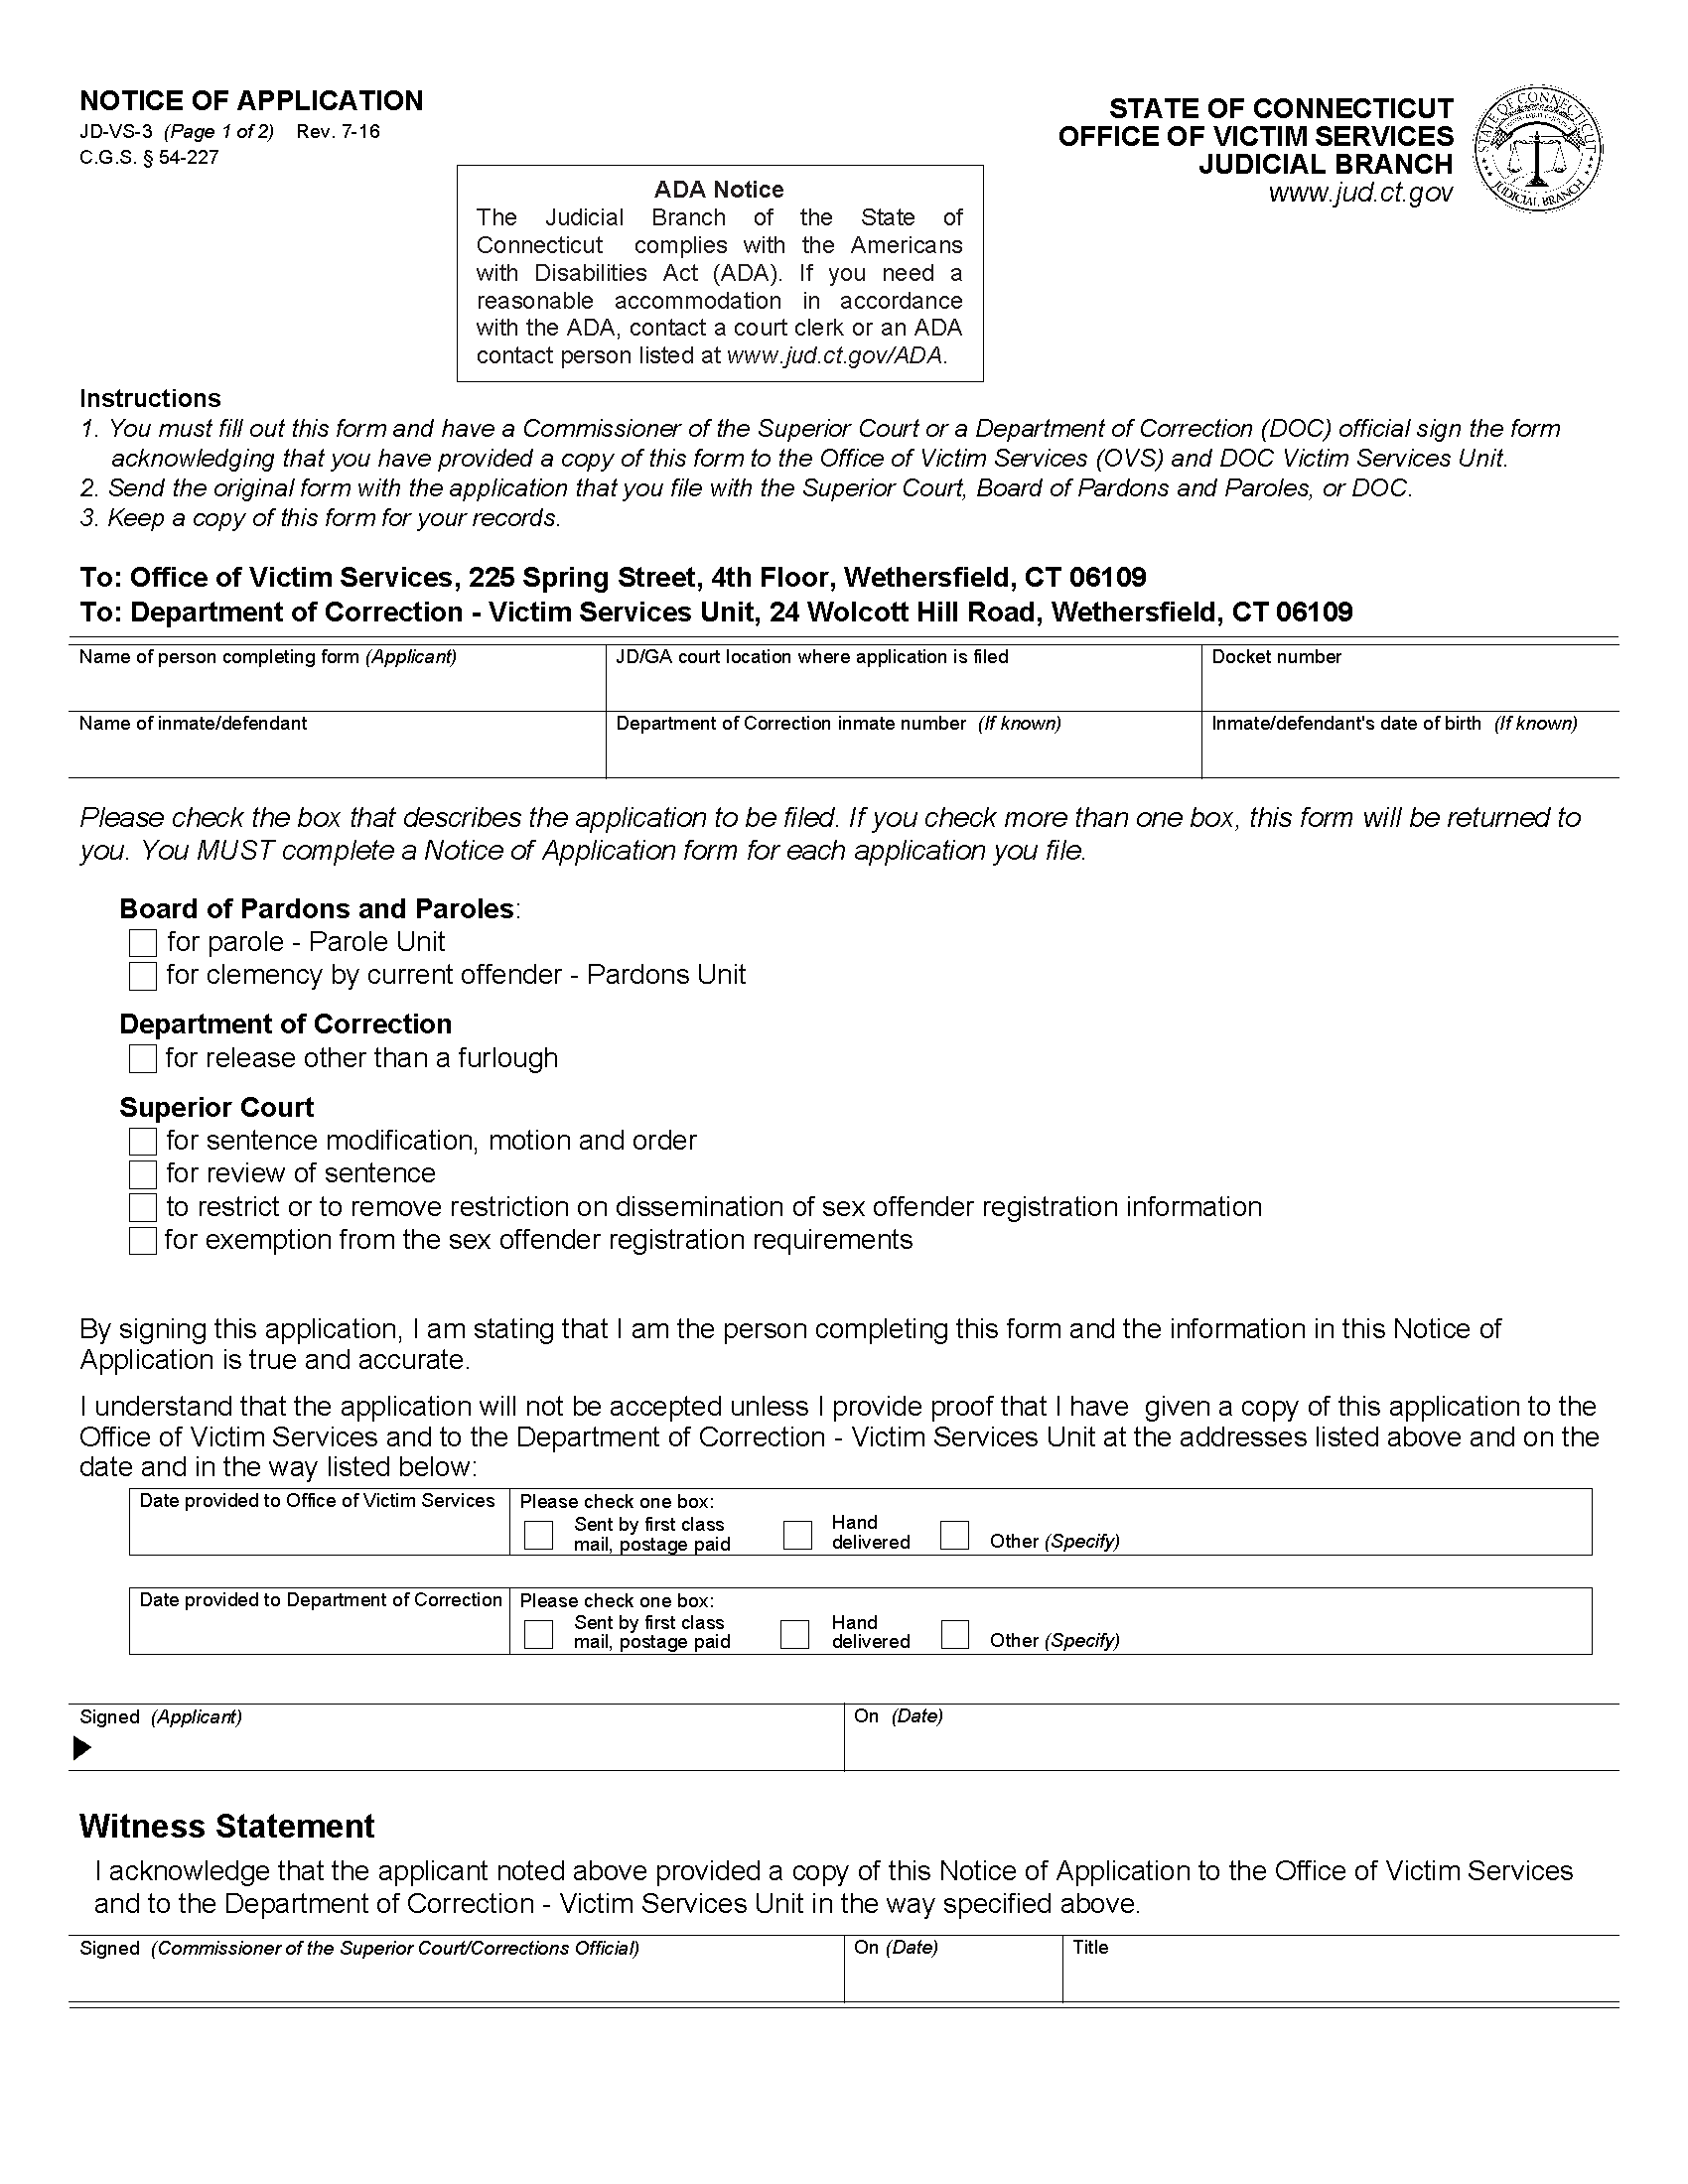 NOTICE OF APPLICATION
JD-VS-3 (Page 1 of 2) Rev. 7-16
C.G.S. § 54-227
STATE OF CONNECTICUT
OFFICE OF VICTIM SERVICES
JUDICIAL BRANCH
www.jud.ct.gov
STATE OF CONNECTICUT
JUDICIAL BRANCH
ADA Notice
The Judicial Branch of the State of
Connecticut complies with the Americans
with Disabilities Act (ADA). If you need a
reasonable accommodation in accordance
with the ADA, contact a court clerk or an ADA
contact person listed at www.jud.ct.gov/ADA.
Instructions
1. You must fill out this form and have a Commissioner of the Superior Court or a Department of Correction (DOC) official sign the form
acknowledging that you have provided a copy of this form to the Office of Victim Services (OVS) and DOC Victim Services Unit.
2. Send the original form with the application that you file with the Superior Court, Board of Pardons and Paroles, or DOC.
3. Keep a copy of this form for your records.
To: Office of Victim Services, 225 Spring Street, 4th Floor, Wethersfield, CT 06109
To: Department of Correction - Victim Services Unit, 24 Wolcott Hill Road, Wethersfield, CT 06109
Name of person completing form (Applicant)
JD/GA court location where application is filed
Docket number
Name of inmate/defendant
Department of Correction inmate number (If known)
Inmate/defendant's date of birth (If known)
Please check the box that describes the application to be filed. If you check more than one box, this form will be returned to
you. You MUST complete a Notice of Application form for each application you file.
Board of Pardons and Paroles:
for parole - Parole Unit
for clemency by current offender - Pardons Unit
Department of Correction
for release other than a furlough
Superior Court
for sentence modification, motion and order
for review of sentence
to restrict or to remove restriction on dissemination of sex offender registration information
for exemption from the sex offender registration requirements
By signing this application, I am stating that I am the person completing this form and the information in this Notice of
Application is true and accurate.
I understand that the application will not be accepted unless I provide proof that I have given a copy of this application to the
Office of Victim Services and to the Department of Correction - Victim Services Unit at the addresses listed above and on the
date and in the way listed below:
Date provided to Office of Victim Services
Please check one box:
Sent by first class
mail, postage paid
Hand
delivered
Other (Specify)
Date provided to Department of Correction
Please check one box:
Sent by first class
mail, postage paid
Hand
delivered
Other (Specify)
Signed (Applicant)
On (Date)
Witness Statement
I acknowledge that the applicant noted above provided a copy of this Notice of Application to the Office of Victim Services
and to the Department of Correction - Victim Services Unit in the way specified above.
Signed (Commissioner of the Superior Court/Corrections Official)
On (Date)
Title